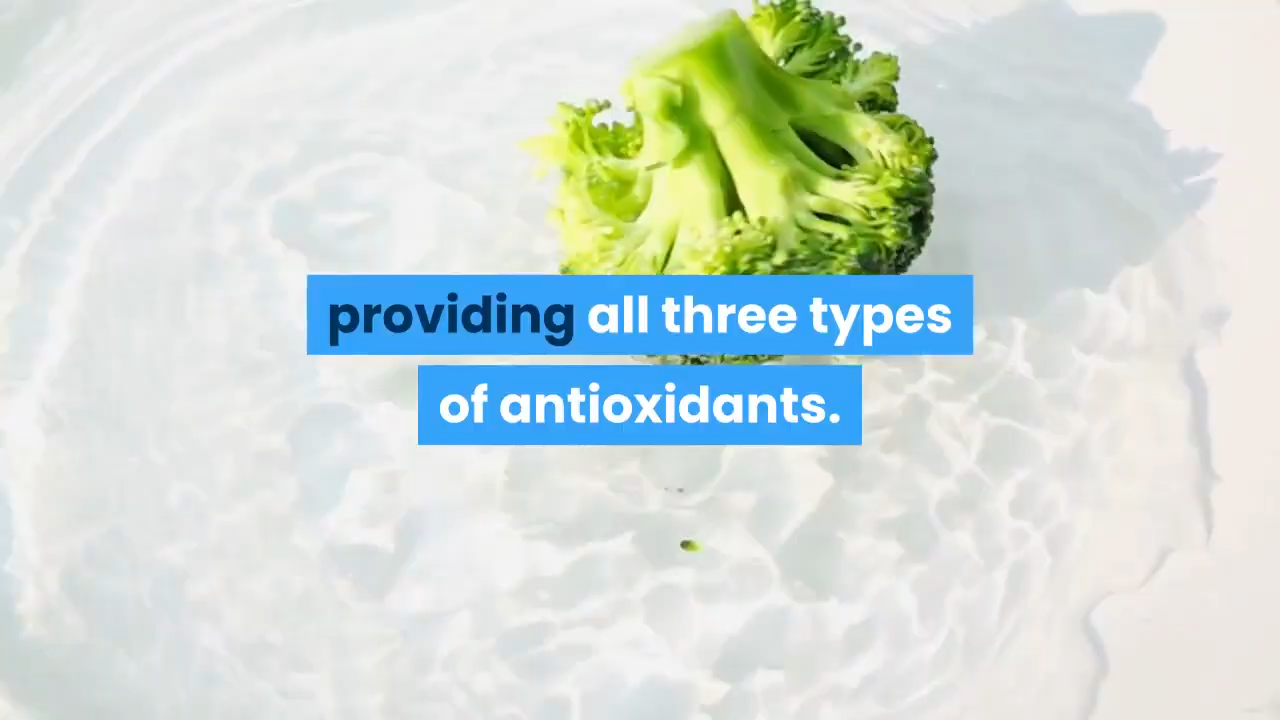 providing all three types
of antioxidants.